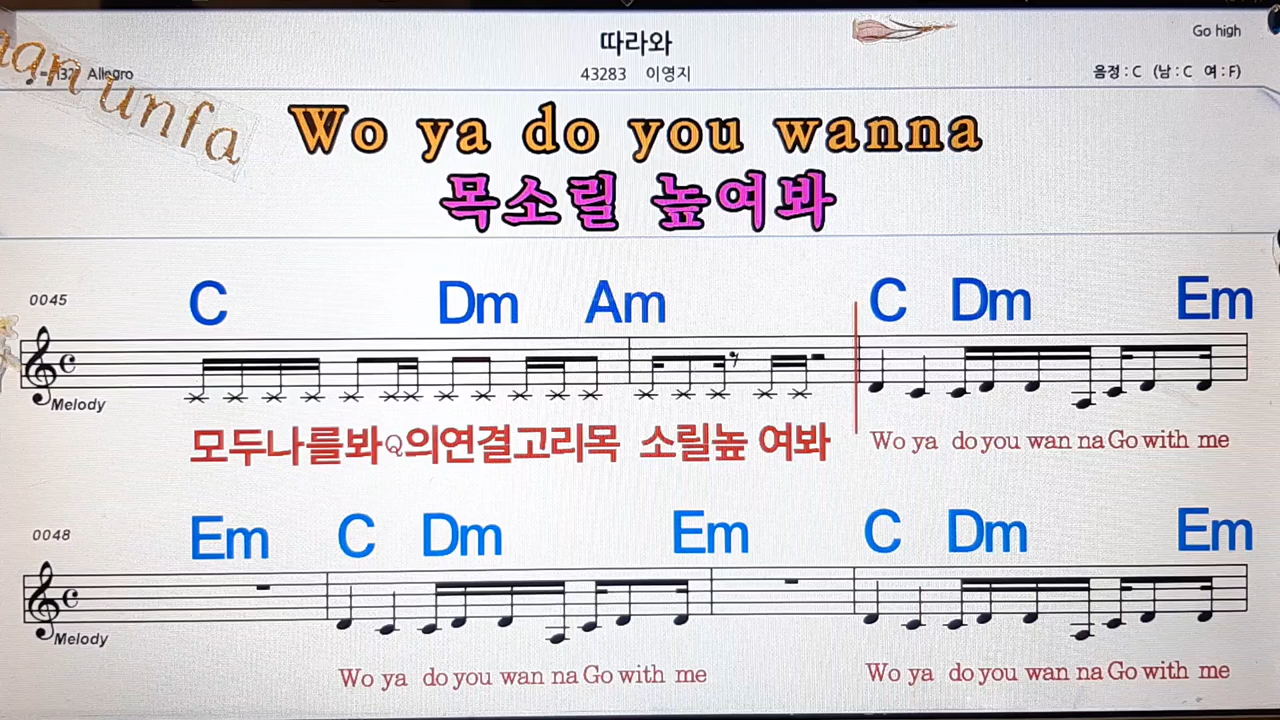 따라와
Go high
♩=132 Allegro
43283 이영지
음정 : C (남 : C 여 : F)
unfa
Wo ya do you wanna
목소릴 높여봐
0045
C Dm Am C Dm Em
Melody
모두나를봐Q의연결고리목 소릴높 여봐 Wo ya do you wan na Go with me
0048
Em C Dm Em C Dm Em
Melody
Wo ya do you wan na Go with me Wo ya do you wan na Go with me